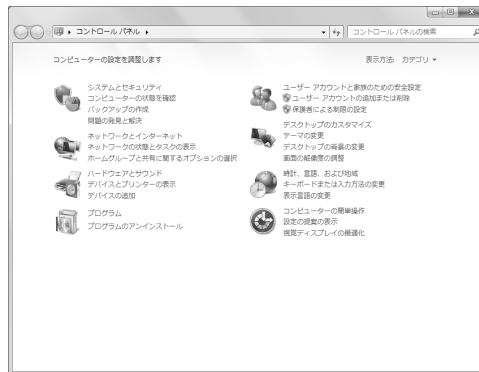 コントロール パネル
コントロール パネルの検索
コンピューターの設定を調整します
表示方法: カテゴリ
システムとセキュリティ
コンピューターの状態を確認
バックアップの作成
問題の発見と解決
ネットワークとインターネット
ネットワークの状態とタスクの表示
ホームグループと共有に関するオプションの選択
ハードウェアとサウンド
デバイスとプリンターの表示
デバイスの追加
プログラム
プログラムのアンインストール
ユーザー アカウントと家族のための安全設定
ユーザー アカウントの追加または削除
保護者による制限の設定
デスクトップのカスタマイズ
テーマの変更
デスクトップの背景の変更
画面の解像度の調整
時計、言語、および地域
キーボードまたは入力方法の変更
表示言語の変更
コンピューターの簡単操作
設定の提案の表示
視覚ディスプレイの最適化